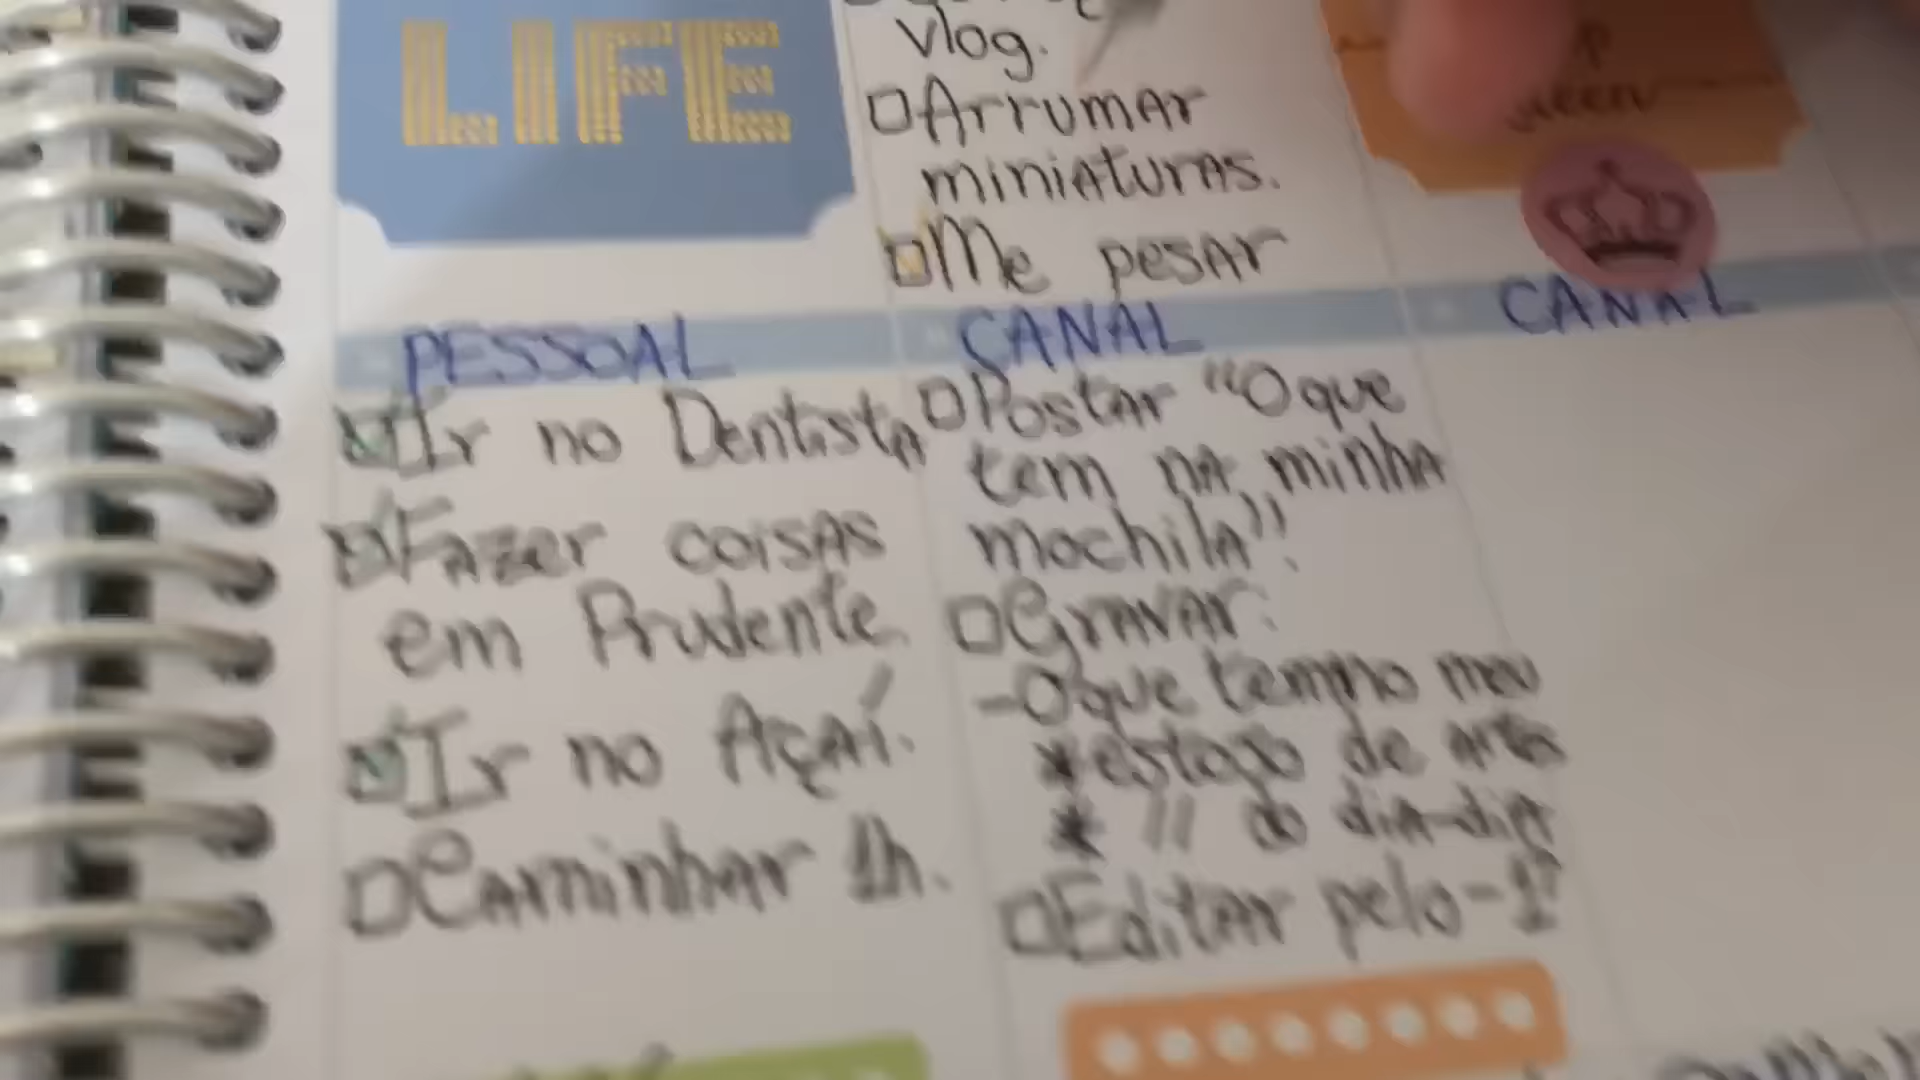 LIFE
vlog.
Arrumar
miniaturas.
Me pesar
PESSOAL
Ir no Dentista
Fazer coisas
em Prudente.
Ir no Açaí.
Caminhar 1h.
CANAL
Postar "O que
tem na minha
mochila".
Gravar:
-O que tem no meu
*estojo de artes
* 11 do dia-dia
Editar pelo-1?
CANAL